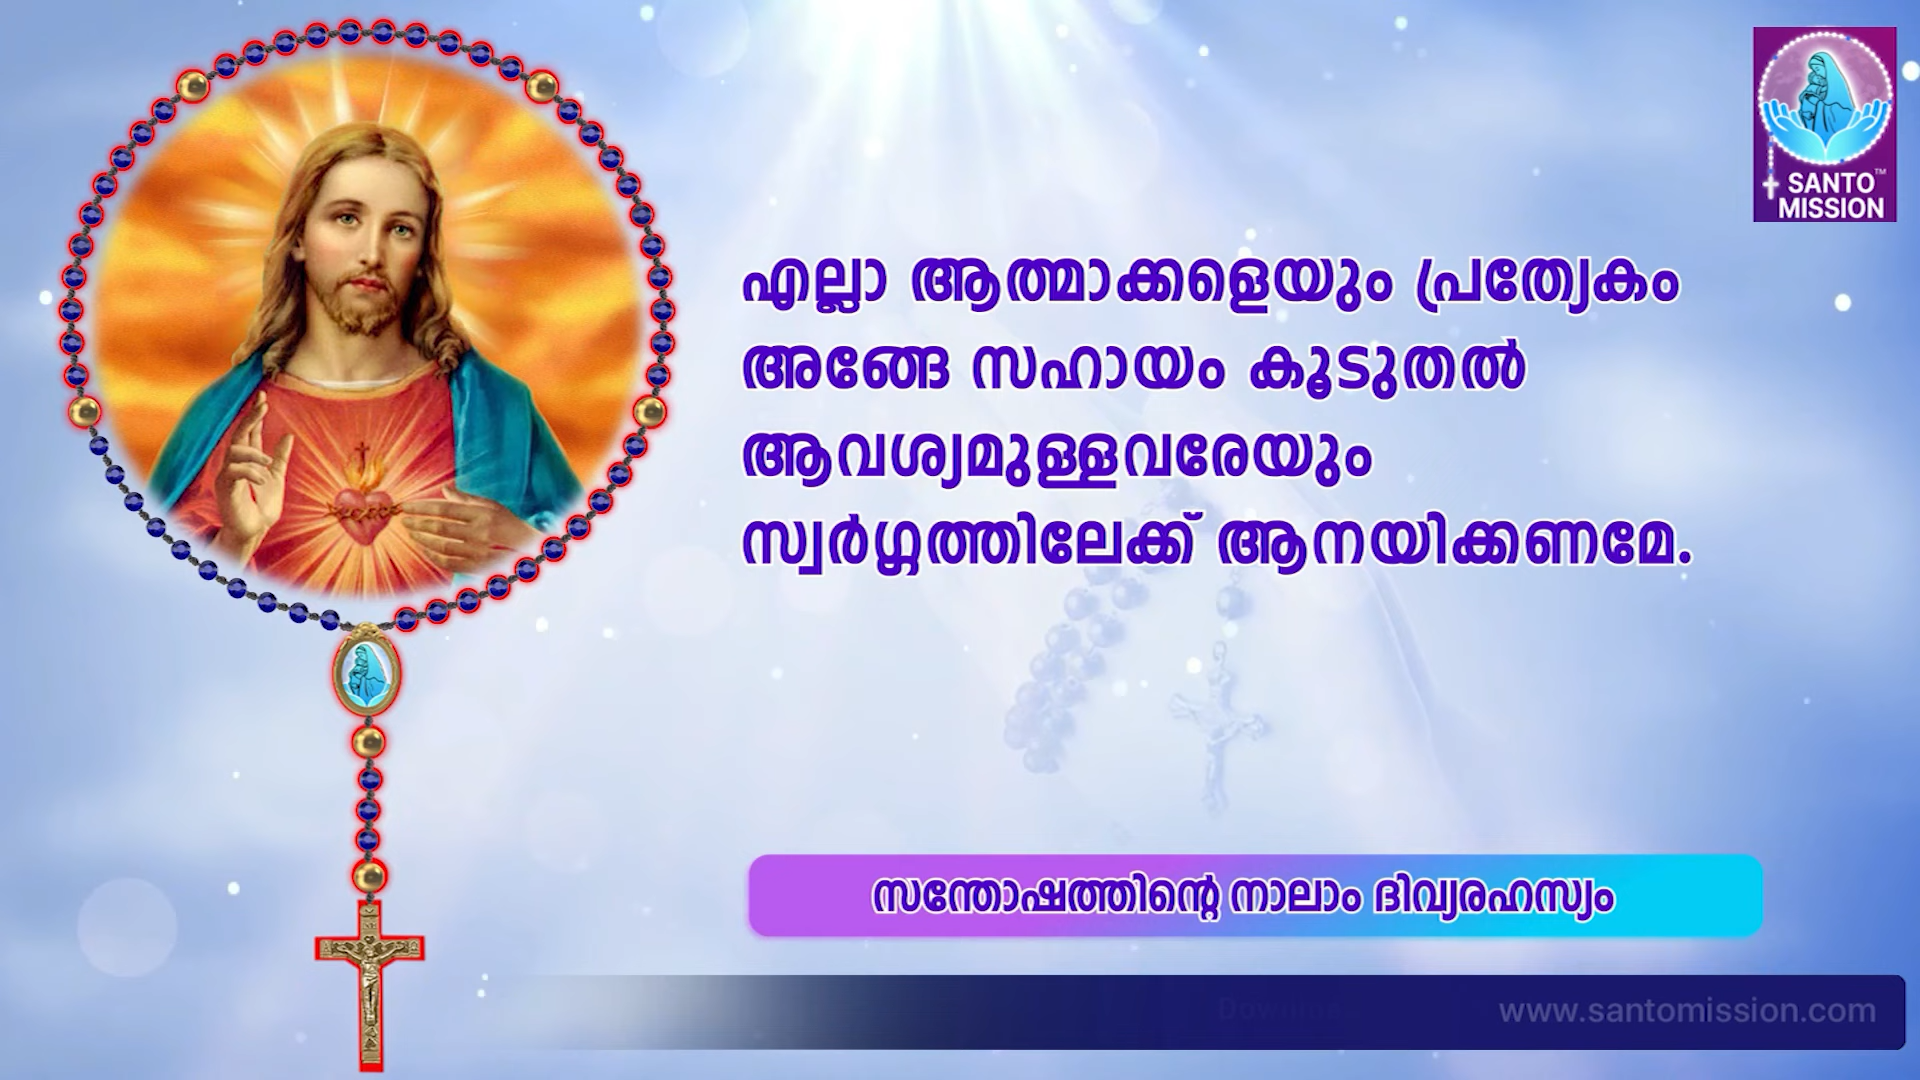 SANTO™
MISSION
എല്ലാ ആത്മാക്കളെയും പ്രത്യേകം
അങ്ങേ സഹായം കൂടുതൽ
ആവശ്യമുള്ളവരേയും
സ്വർഗ്ഗത്തിലേക്ക് ആനയിക്കണമേ.
സന്തോഷത്തിന്റെ നാലാം ദിവ്യരഹസ്യം
www.santomission.com